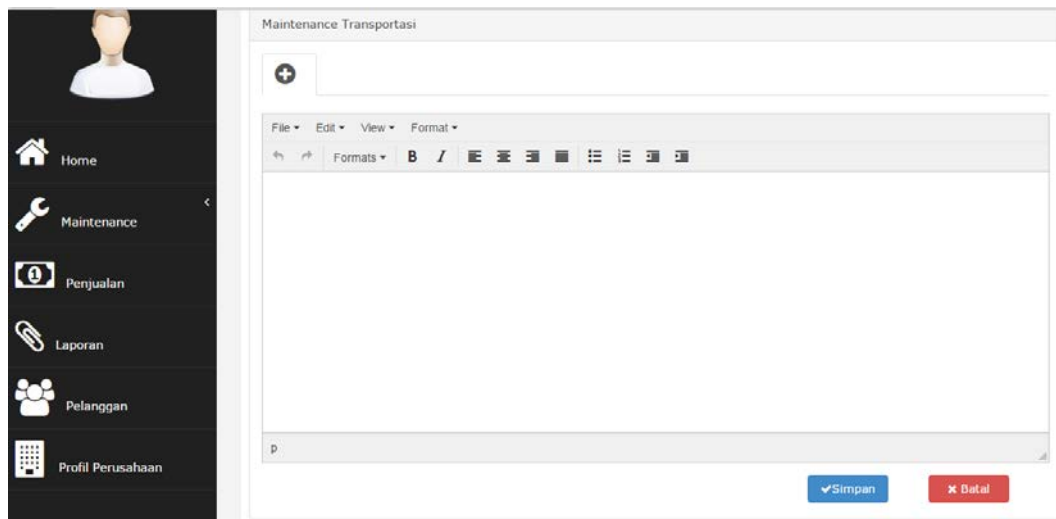 Maintenance Transportasi
File Edit View Format
Formats B I
P
Simpan Batal
Home
Maintenance
Penjualan
Laporan
Pelanggan
Profil Perusahaan